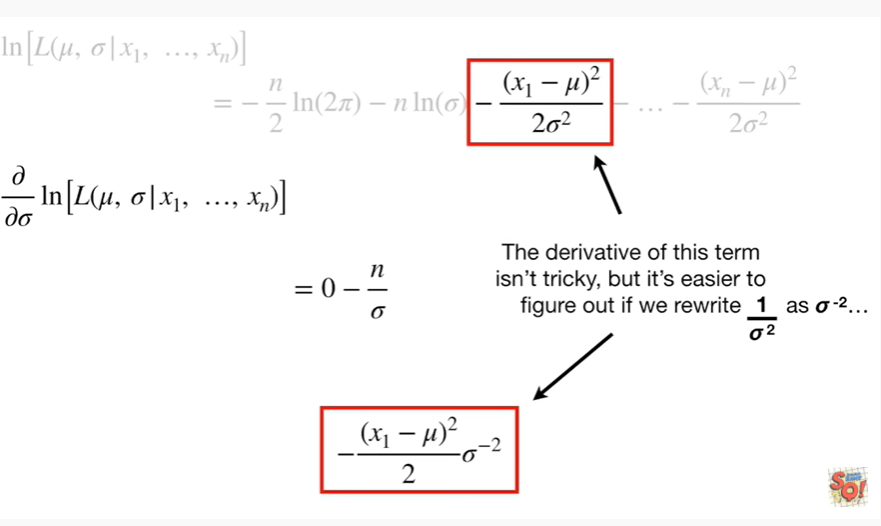 ln[L(μ, σ|x₁, …, xₙ)]
= − n/2 ln(2π) − n ln(σ) − (x₁ − μ)²/2σ² − … − (xₙ − μ)²/2σ²
∂/∂σ ln[L(μ, σ|x₁, …, xₙ)]
= 0 − n/σ
The derivative of this term
isn’t tricky, but it’s easier to
figure out if we rewrite 1/σ² as σ⁻²…
− (x₁ − μ)²/2 σ⁻²
SQ!